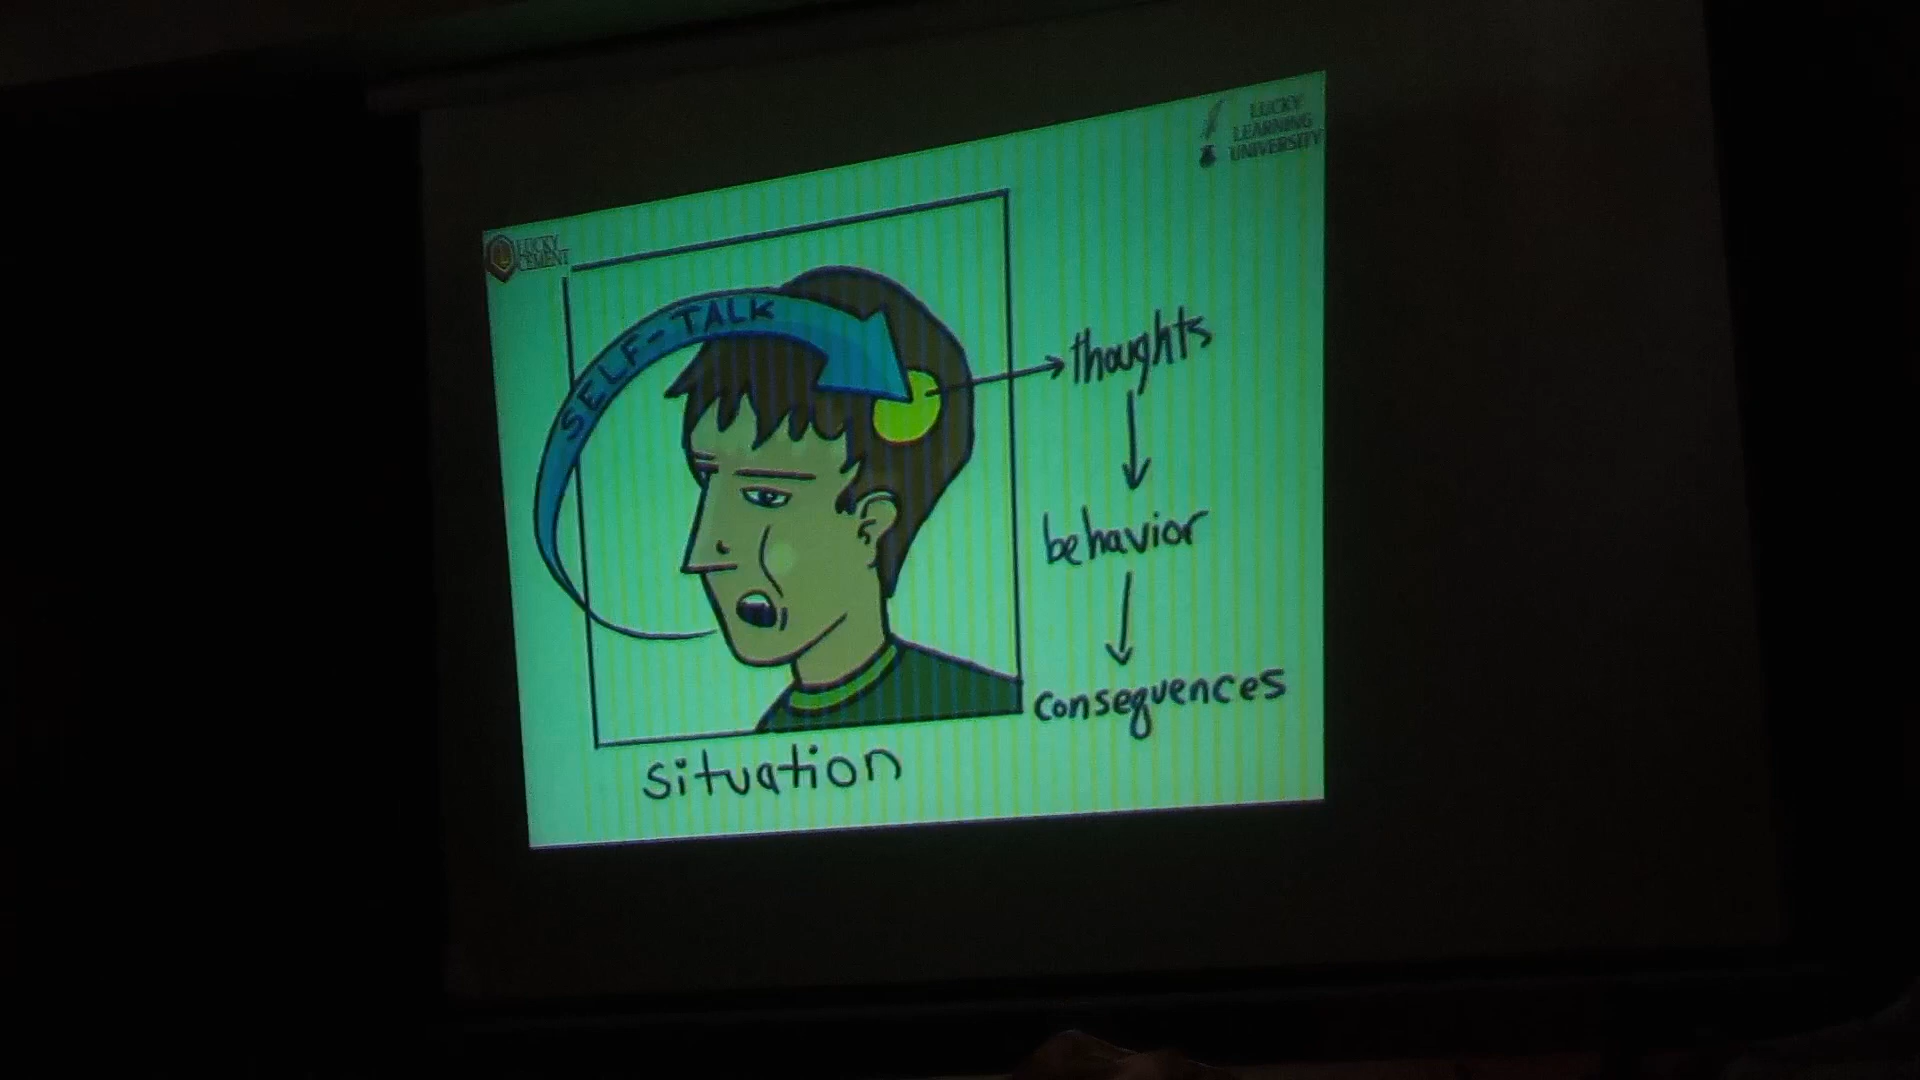 LUCKY
LEARNING
UNIVERSITY
LUCKY
CEMENT
SELF-TALK
thoughts
behavior
consequences
situation